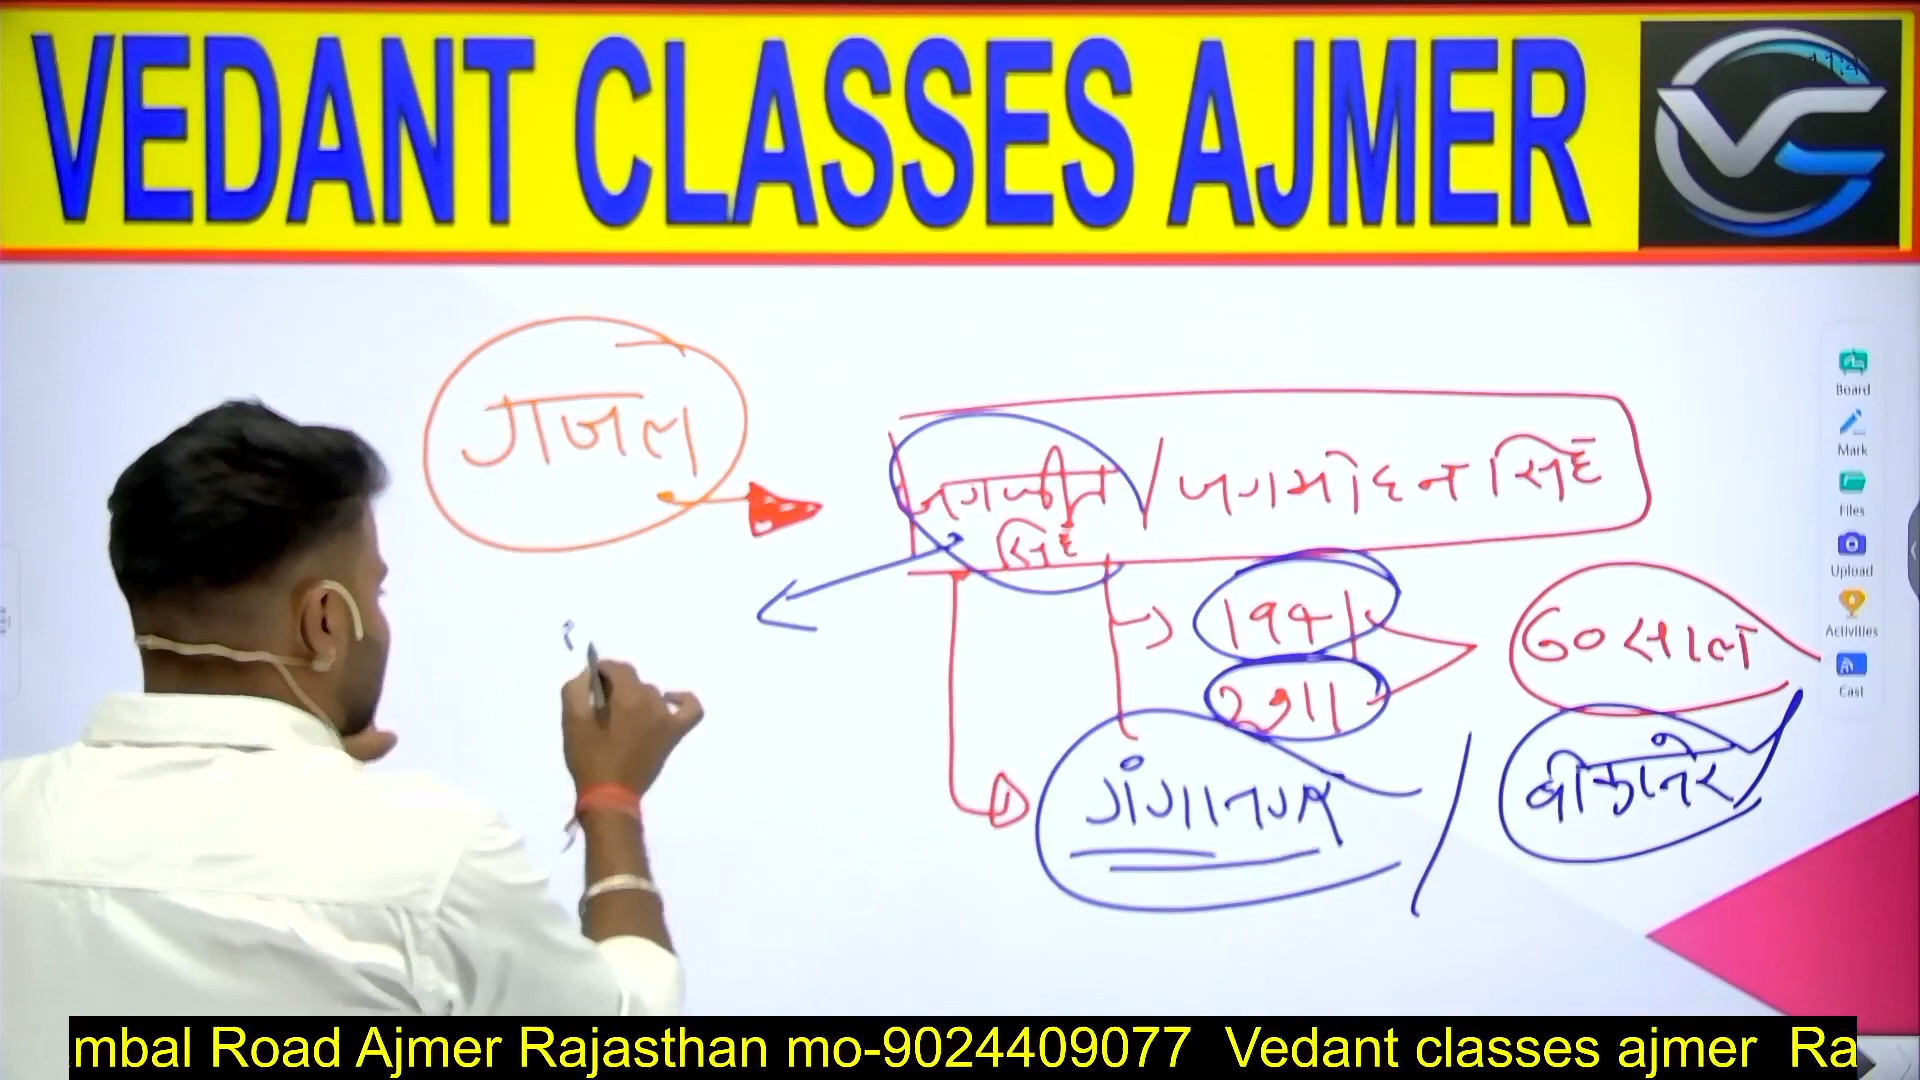 VEDANT CLASSES AJMER
गजल
जगजीत / जगमोहन सिहं
सिहं
1941
60 साल
2011
गंगानगर / बीकानेर
Board
Mark
Files
Upload
Activities
Cast
mbal Road Ajmer Rajasthan mo-9024409077 Vedant classes ajmer Ra